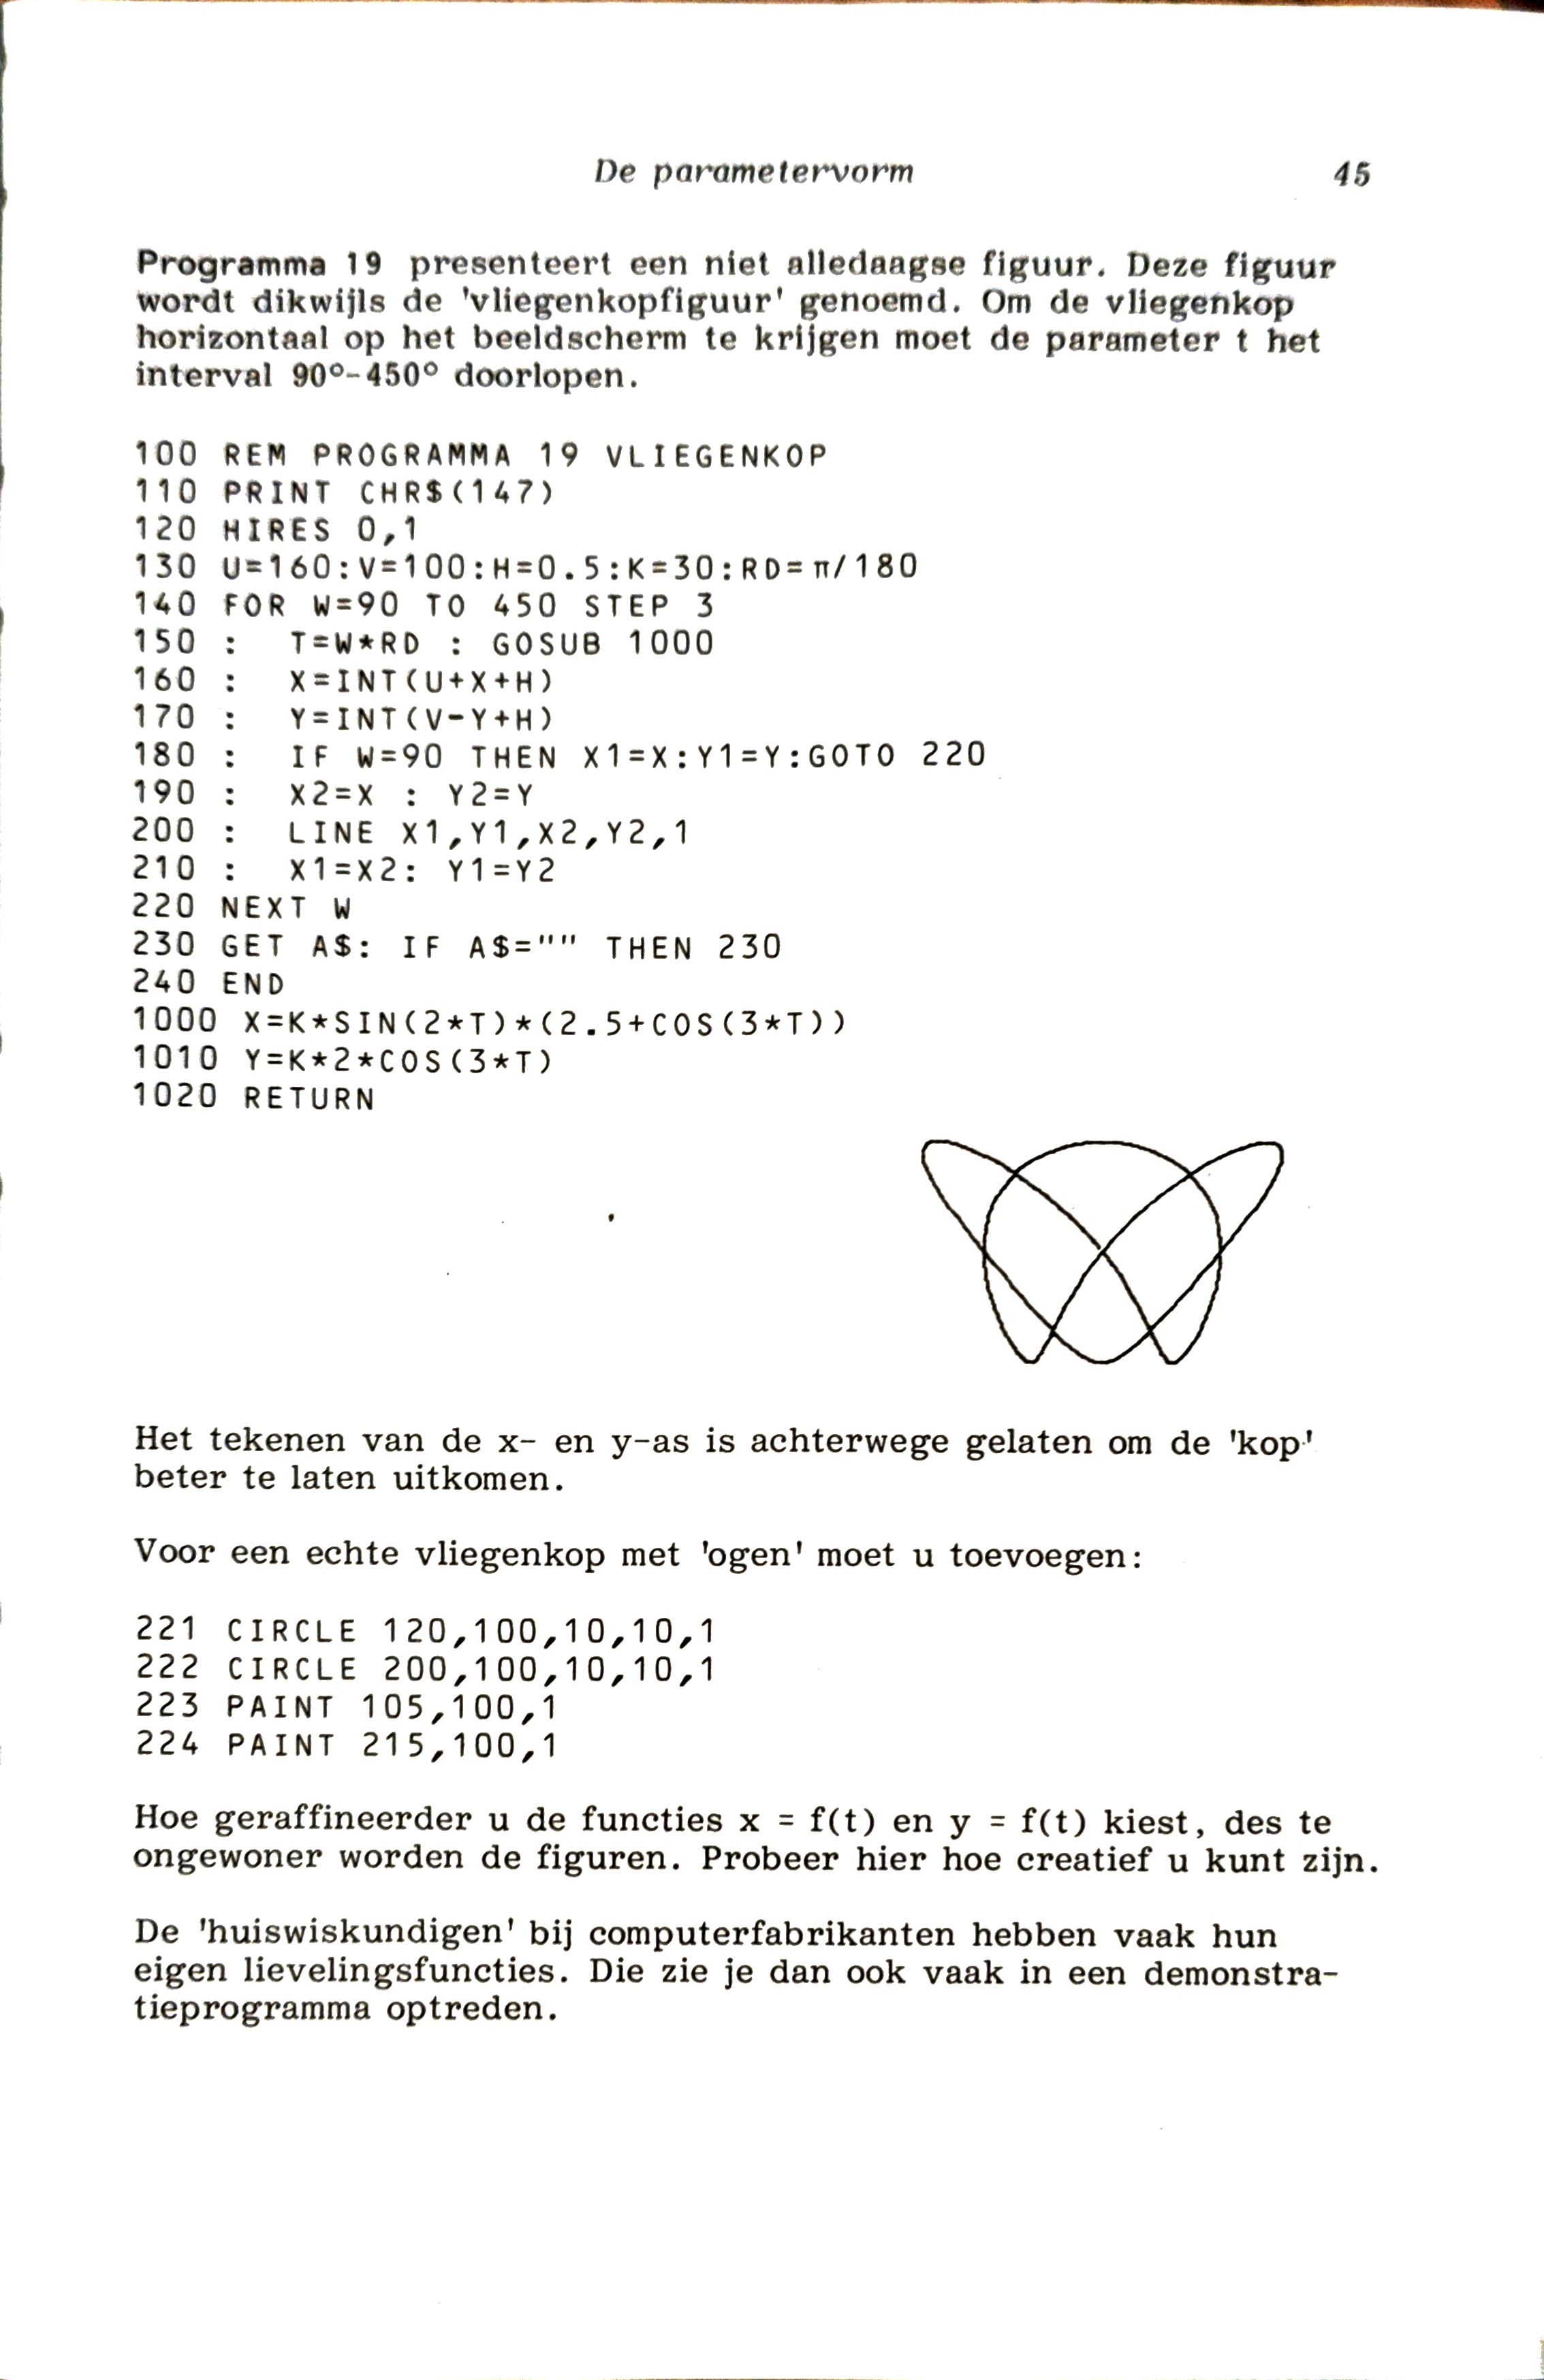 De parametervorm 45
Programma 19 presenteert een niet alledaagse figuur. Deze figuur
wordt dikwijls de 'vliegenkopfiguur' genoemd. Om de vliegenkop
horizontaal op het beeldscherm te krijgen moet de parameter t het
interval 90°-450° doorlopen.
100 REM PROGRAMMA 19 VLIEGENKOP
110 PRINT CHR$(147)
120 HIRES 0,1
130 U=160:V=100:H=0.5:K=30:RD=π/180
140 FOR W=90 TO 450 STEP 3
150 : T=W*RD : GOSUB 1000
160 : X=INT(U+X+H)
170 : Y=INT(V-Y+H)
180 : IF W=90 THEN X1=X:Y1=Y:GOTO 220
190 : X2=X : Y2=Y
200 : LINE X1,Y1,X2,Y2,1
210 : X1=X2: Y1=Y2
220 NEXT W
230 GET A$: IF A$="" THEN 230
240 END
1000 X=K*SIN(2*T)*(2.5+COS(3*T))
1010 Y=K*2*COS(3*T)
1020 RETURN
Het tekenen van de x- en y-as is achterwege gelaten om de 'kop'
beter te laten uitkomen.
Voor een echte vliegenkop met 'ogen' moet u toevoegen:
221 CIRCLE 120,100,10,10,1
222 CIRCLE 200,100,10,10,1
223 PAINT 105,100,1
224 PAINT 215,100,1
Hoe geraffineerder u de functies x = f(t) en y = f(t) kiest, des te
ongewoner worden de figuren. Probeer hier hoe creatief u kunt zijn.
De 'huiswiskundigen' bij computerfabrikanten hebben vaak hun
eigen lievelingsfuncties. Die zie je dan ook vaak in een demonstra-
tieprogramma optreden.